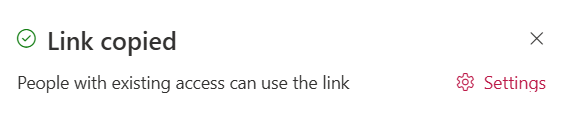 Link copied
People with existing access can use the link
Settings